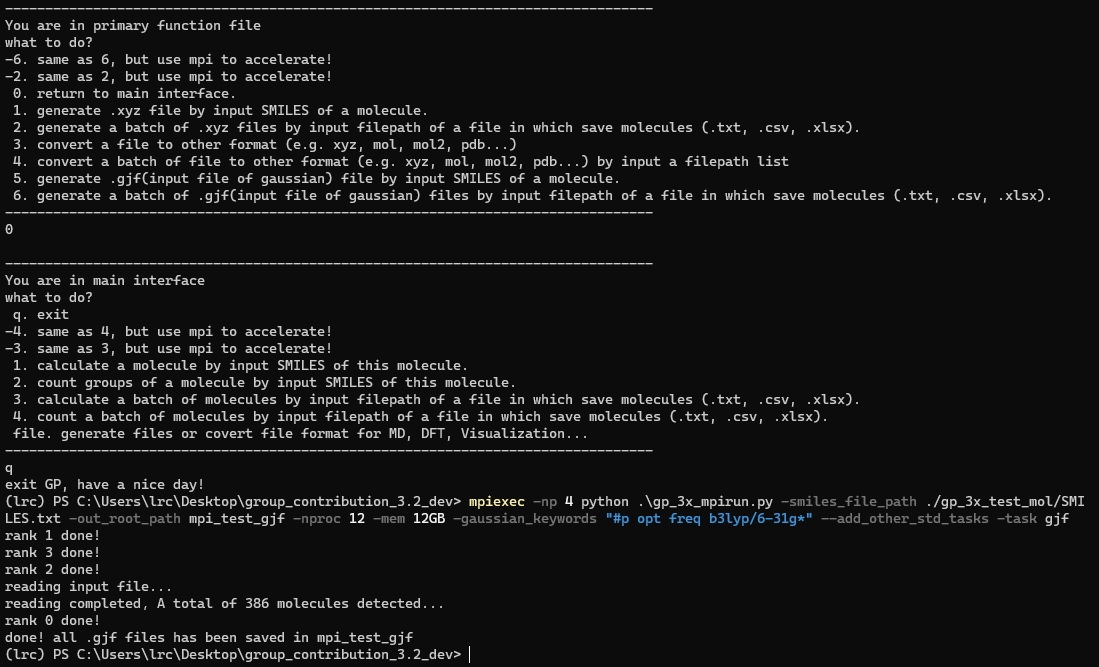 ---------------------------------------------------------------------------------
You are in primary function file
what to do?
-6. same as 6, but use mpi to accelerate!
-2. same as 2, but use mpi to accelerate!
 0. return to main interface.
 1. generate .xyz file by input SMILES of a molecule.
 2. generate a batch of .xyz files by input filepath of a file in which save molecules (.txt, .csv, .xlsx).
 3. convert a file to other format (e.g. xyz, mol, mol2, pdb...)
 4. convert a batch of file to other format (e.g. xyz, mol, mol2, pdb...) by input a filepath list
 5. generate .gjf(input file of gaussian) file by input SMILES of a molecule.
 6. generate a batch of .gjf(input file of gaussian) files by input filepath of a file in which save molecules (.txt, .csv, .xlsx).
---------------------------------------------------------------------------------
0
---------------------------------------------------------------------------------
You are in main interface
what to do?
 q. exit
-4. same as 4, but use mpi to accelerate!
-3. same as 3, but use mpi to accelerate!
 1. calculate a molecule by input SMILES of this molecule.
 2. count groups of a molecule by input SMILES of this molecule.
 3. calculate a batch of molecules by input filepath of a file in which save molecules (.txt, .csv, .xlsx).
 4. count a batch of molecules by input filepath of a file in which save molecules (.txt, .csv, .xlsx).
 file. generate files or covert file format for MD, DFT, Visualization...
---------------------------------------------------------------------------------
q
exit GP, have a nice day!
(lrc) PS C:\Users\lrc\Desktop\group_contribution_3.2_dev> mpiexec -np 4 python .\gp_3x_mpirun.py -smiles_file_path ./gp_3x_test_mol/SMI
LES.txt -out_root_path mpi_test_gjf -nproc 12 -mem 12GB -gaussian_keywords "#p opt freq b3lyp/6-31g*" --add_other_std_tasks -task gjf
rank 1 done!
rank 3 done!
rank 2 done!
reading input file...
reading completed, A total of 386 molecules detected...
rank 0 done!
done! all .gjf files has been saved in mpi_test_gjf
(lrc) PS C:\Users\lrc\Desktop\group_contribution_3.2_dev>